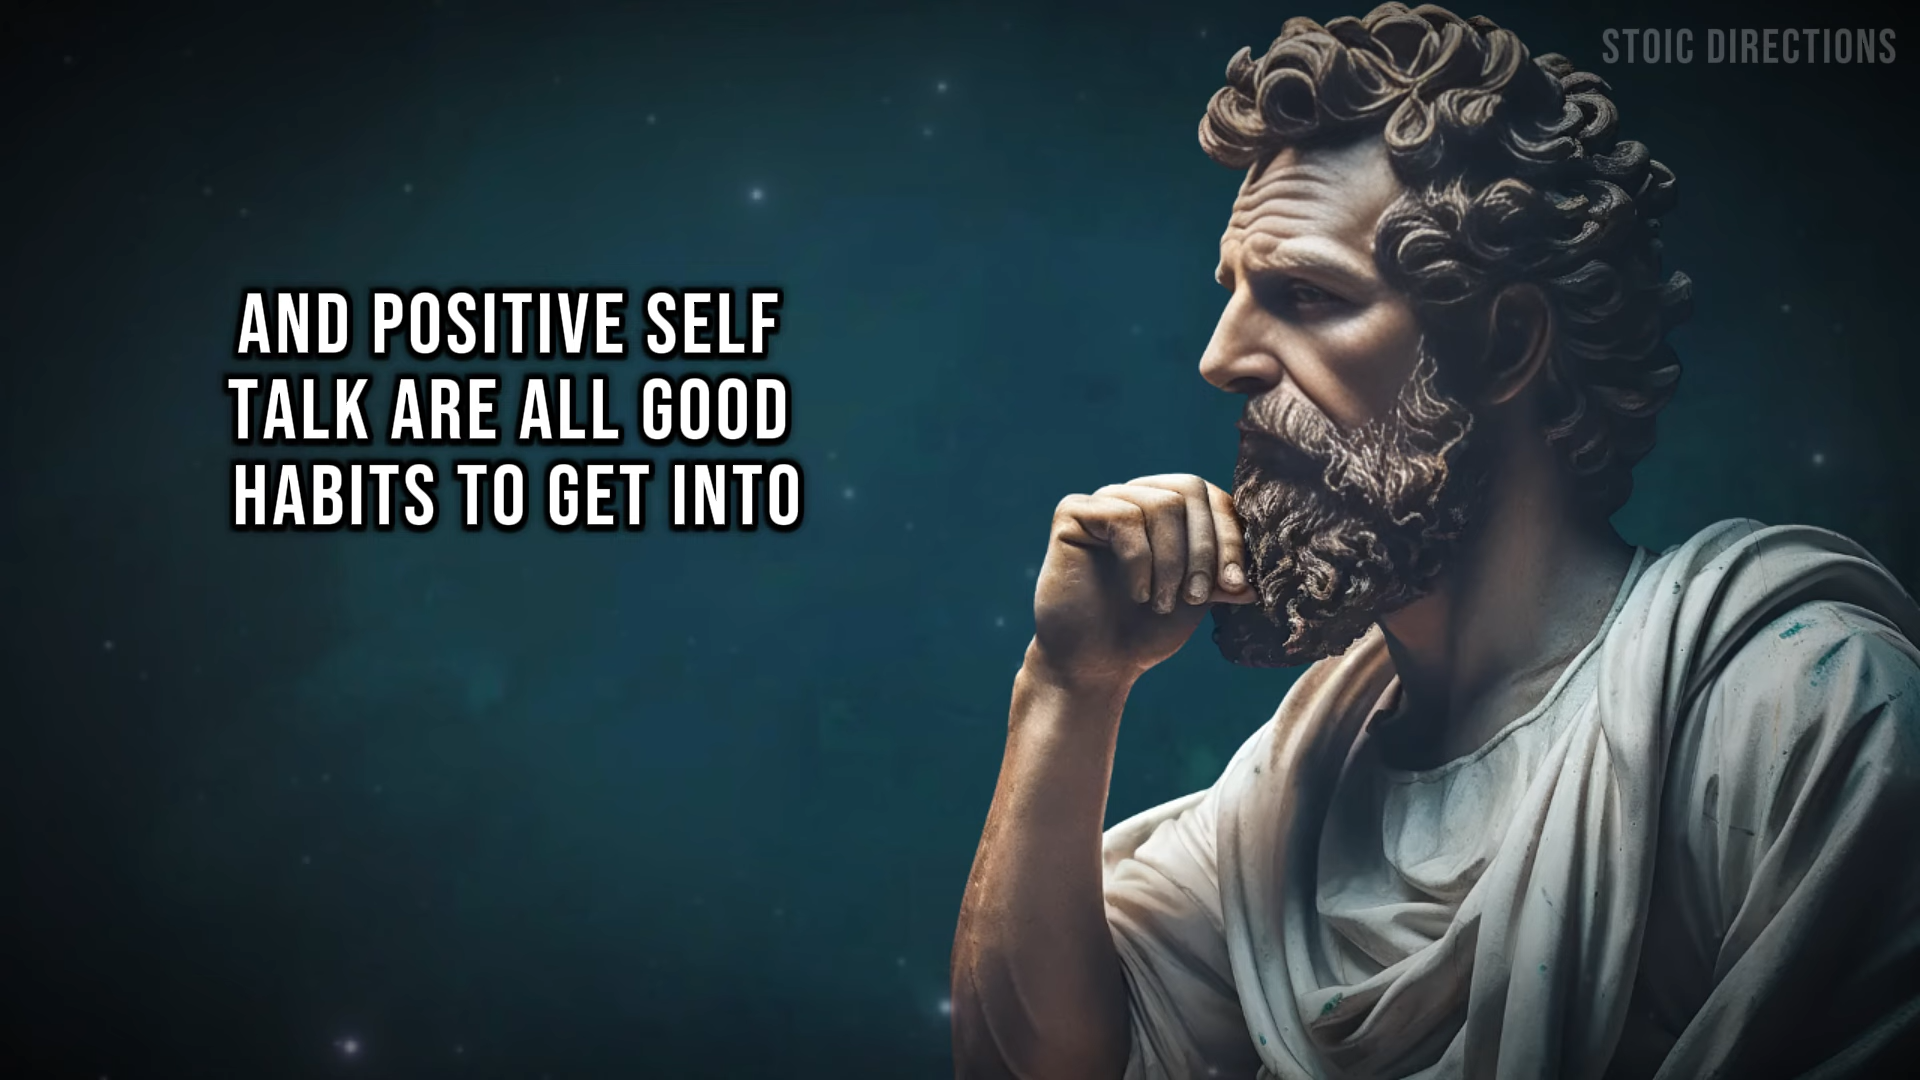 STOIC DIRECTIONS
AND POSITIVE SELF
TALK ARE ALL GOOD
HABITS TO GET INTO